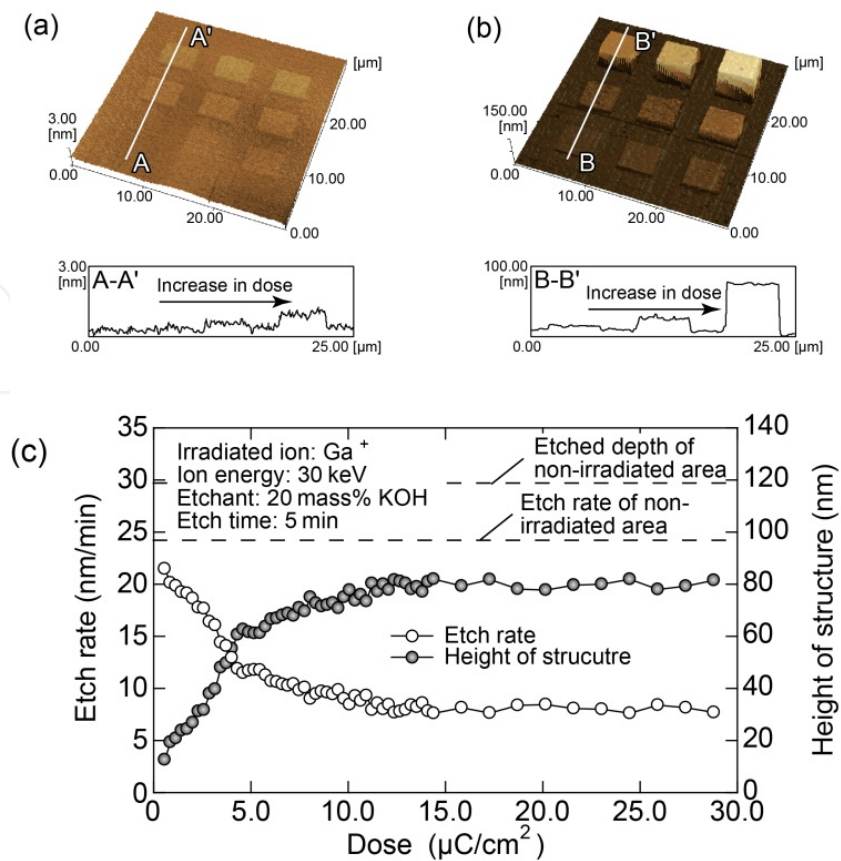 (a)
A'
A
[µm]
3.00
[nm]
0.00
10.00
20.00
0.00
10.00
20.00
(b)
B'
B
[µm]
150.00
[nm]
0.00
10.00
20.00
0.00
10.00
20.00
3.00
[nm]
A-A'
Increase in dose
0.00
25.00
[µm]
100.00
[nm]
B-B'
Increase in dose
0.00
25.00 [µm]
(c)
Irradiated ion: Ga +
Ion energy: 30 keV
Etchant: 20 mass% KOH
Etch time: 5 min
Etched depth of
non-irradiated area
Etch rate of non-
irradiated area
Etch rate
Height of strucutre
Etch rate (nm/min)
35
30
25
20
15
10
5
0
Height of structure (nm)
140
120
100
80
60
40
20
0
0
5.0
10.0
15.0
20.0
25.0
30.0
Dose (µC/cm²)